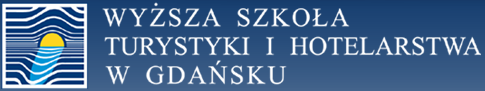 WYŻSZA SZKOŁA
TURYSTYKI I HOTELARSTWA
W GDAŃSKU